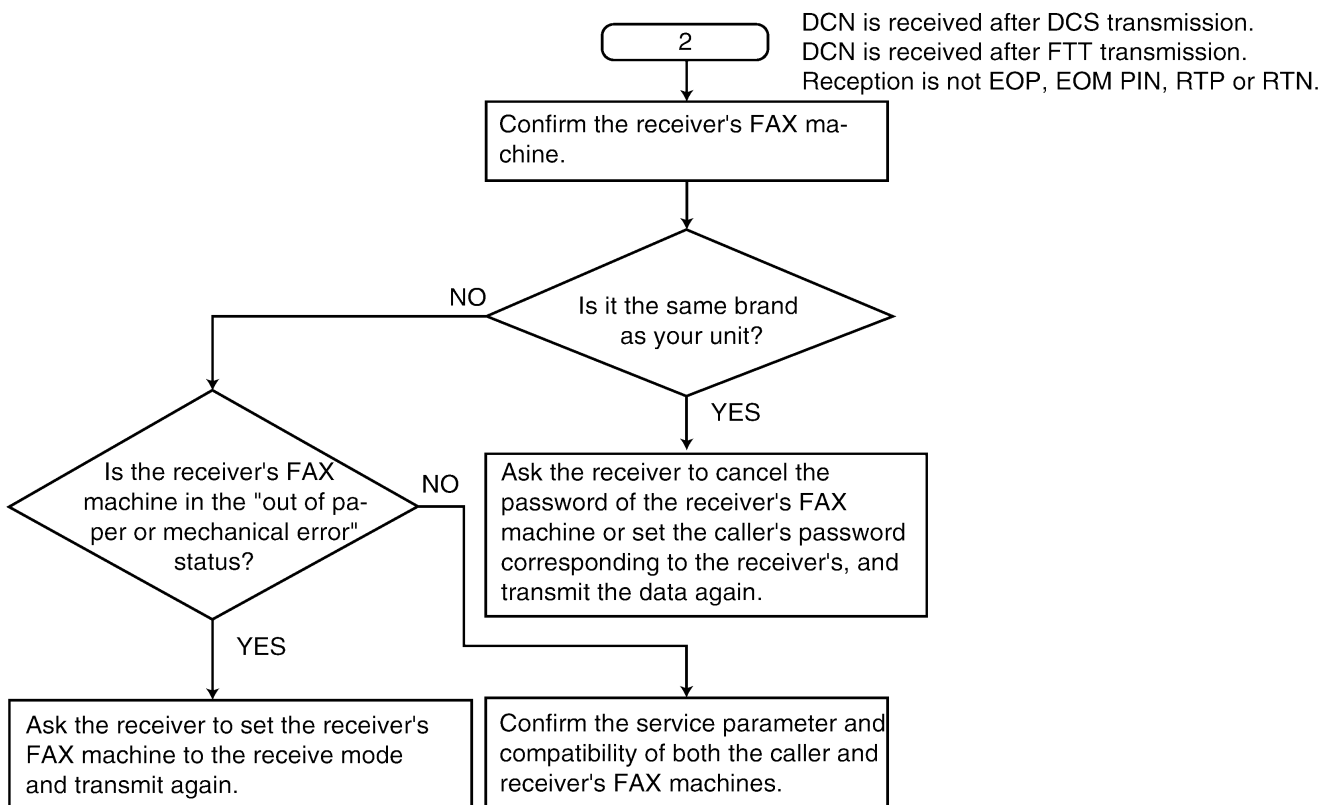 2
DCN is received after DCS transmission.
DCN is received after FTT transmission.
Reception is not EOP, EOM PIN, RTP or RTN.
Confirm the receiver's FAX ma-
chine.
Is it the same brand
as your unit?
NO
YES
Is the receiver's FAX
machine in the "out of pa-
per or mechanical error"
status?
NO
YES
Ask the receiver to cancel the
password of the receiver's FAX
machine or set the caller's password
corresponding to the receiver's, and
transmit the data again.
Ask the receiver to set the receiver's
FAX machine to the receive mode
and transmit again.
Confirm the service parameter and
compatibility of both the caller and
receiver's FAX machines.